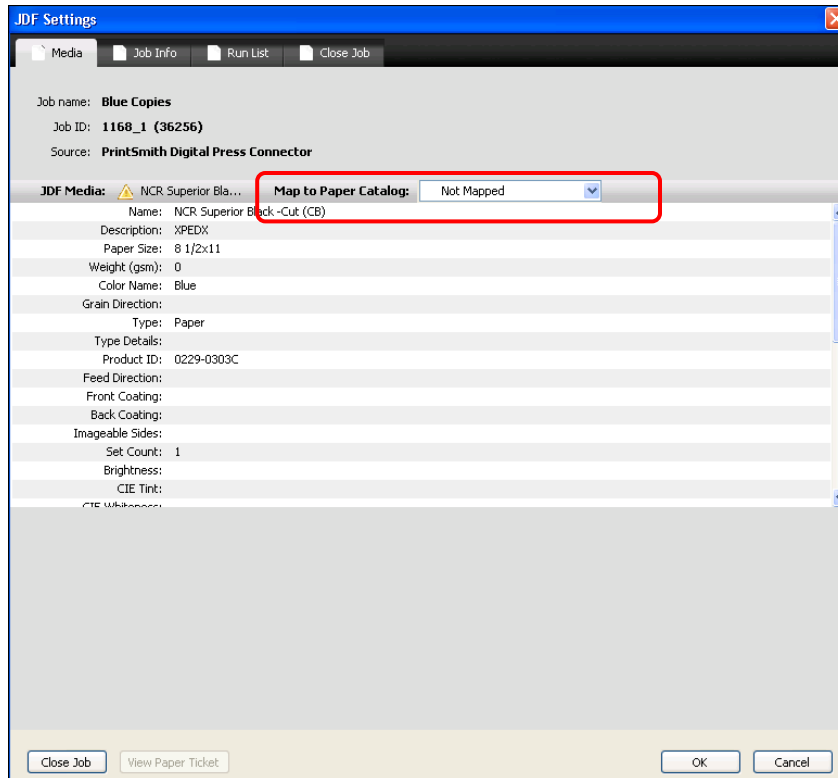 JDF Settings
Media Job Info Run List Close Job
Job name: Blue Copies
Job ID: 1168_1 (36256)
Source: PrintSmith Digital Press Connector
JDF Media: NCR Superior Bla... Map to Paper Catalog: Not Mapped
Name: NCR Superior Black -Cut (CB)
Description: XPEDX
Paper Size: 8 1/2x11
Weight (gsm): 0
Color Name: Blue
Grain Direction:
Type: Paper
Type Details:
Product ID: 0229-0303C
Feed Direction:
Front Coating:
Back Coating:
Imageable Sides:
Set Count: 1
Brightness:
CIE Tint:
CIE Whiteness:
Close Job View Paper Ticket OK Cancel